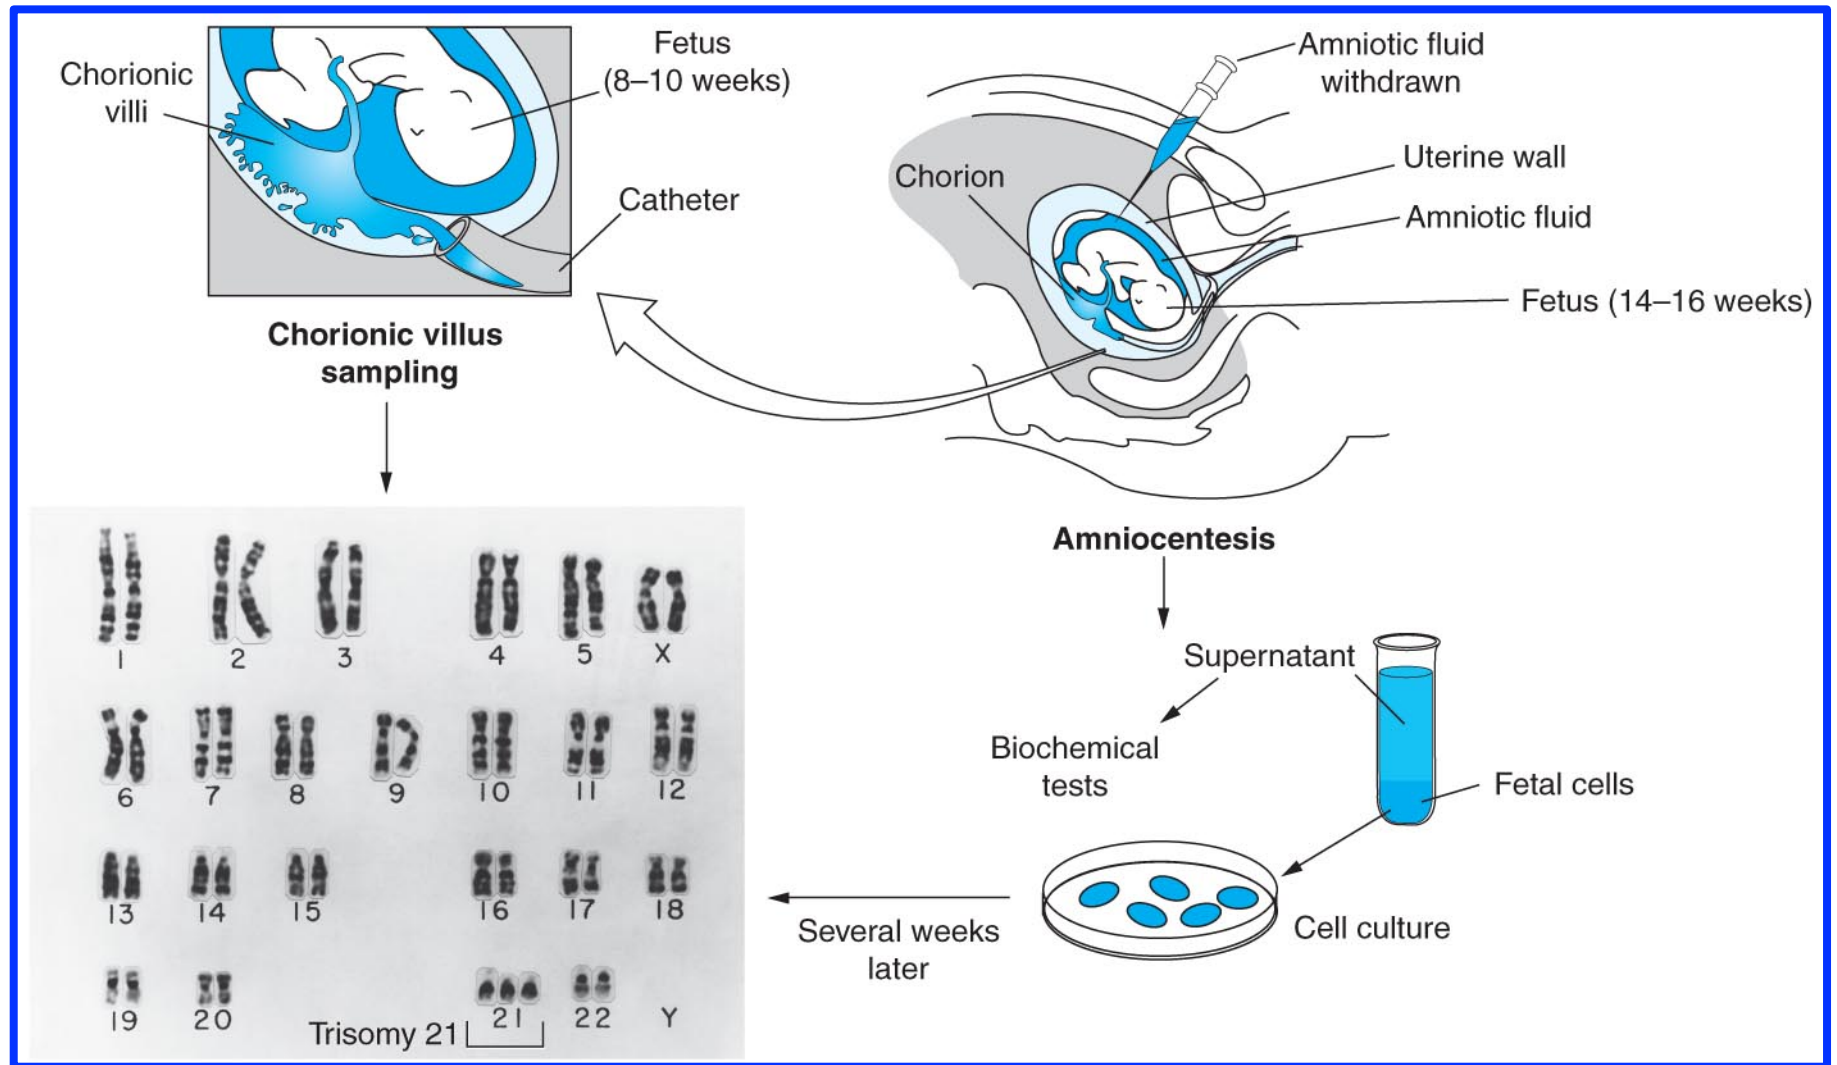 Chorionic
villi
Fetus
(8–10 weeks)
Catheter
Chorionic villus
sampling
Amniotic fluid
withdrawn
Uterine wall
Chorion
Amniotic fluid
Fetus (14–16 weeks)
Amniocentesis
Supernatant
Biochemical
tests
Fetal cells
Cell culture
Several weeks
later
1 2 3 4 5 X
6 7 8 9 10 11 12
13 14 15 16 17 18
19 20 21 22 Y
Trisomy 21